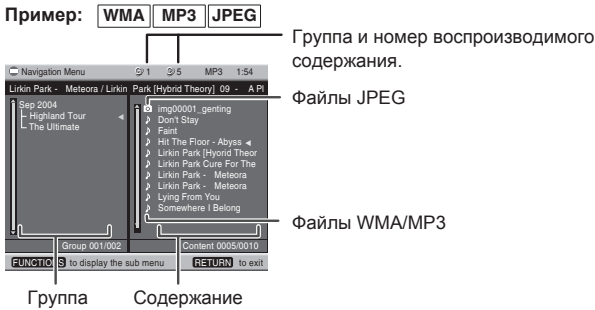 Пример: WMA MP3 JPEG
Группа и номер воспроизводимого
содержания.
Navigation Menu 1 5 MP3 1:54
Lirkin Park - Meteora / Lirkin Park [Hybrid Theory] 09 - A Pl
Sep 2004
Highland Tour
The Ultimate
img00001_genting
Don't Stay
Faint
Hit The Floor - Abyss
Lirkin Park [Hyorid Theor
Lirkin Park Cure For The
Lirkin Park - Meteora
Lirkin Park - Meteora
Lying From You
Somewhere I Belong
Файлы JPEG
Файлы WMA/MP3
Group 001/002
Content 0005/0010
FUNCTIONS to display the sub menu
RETURN to exit
Группа
Содержание